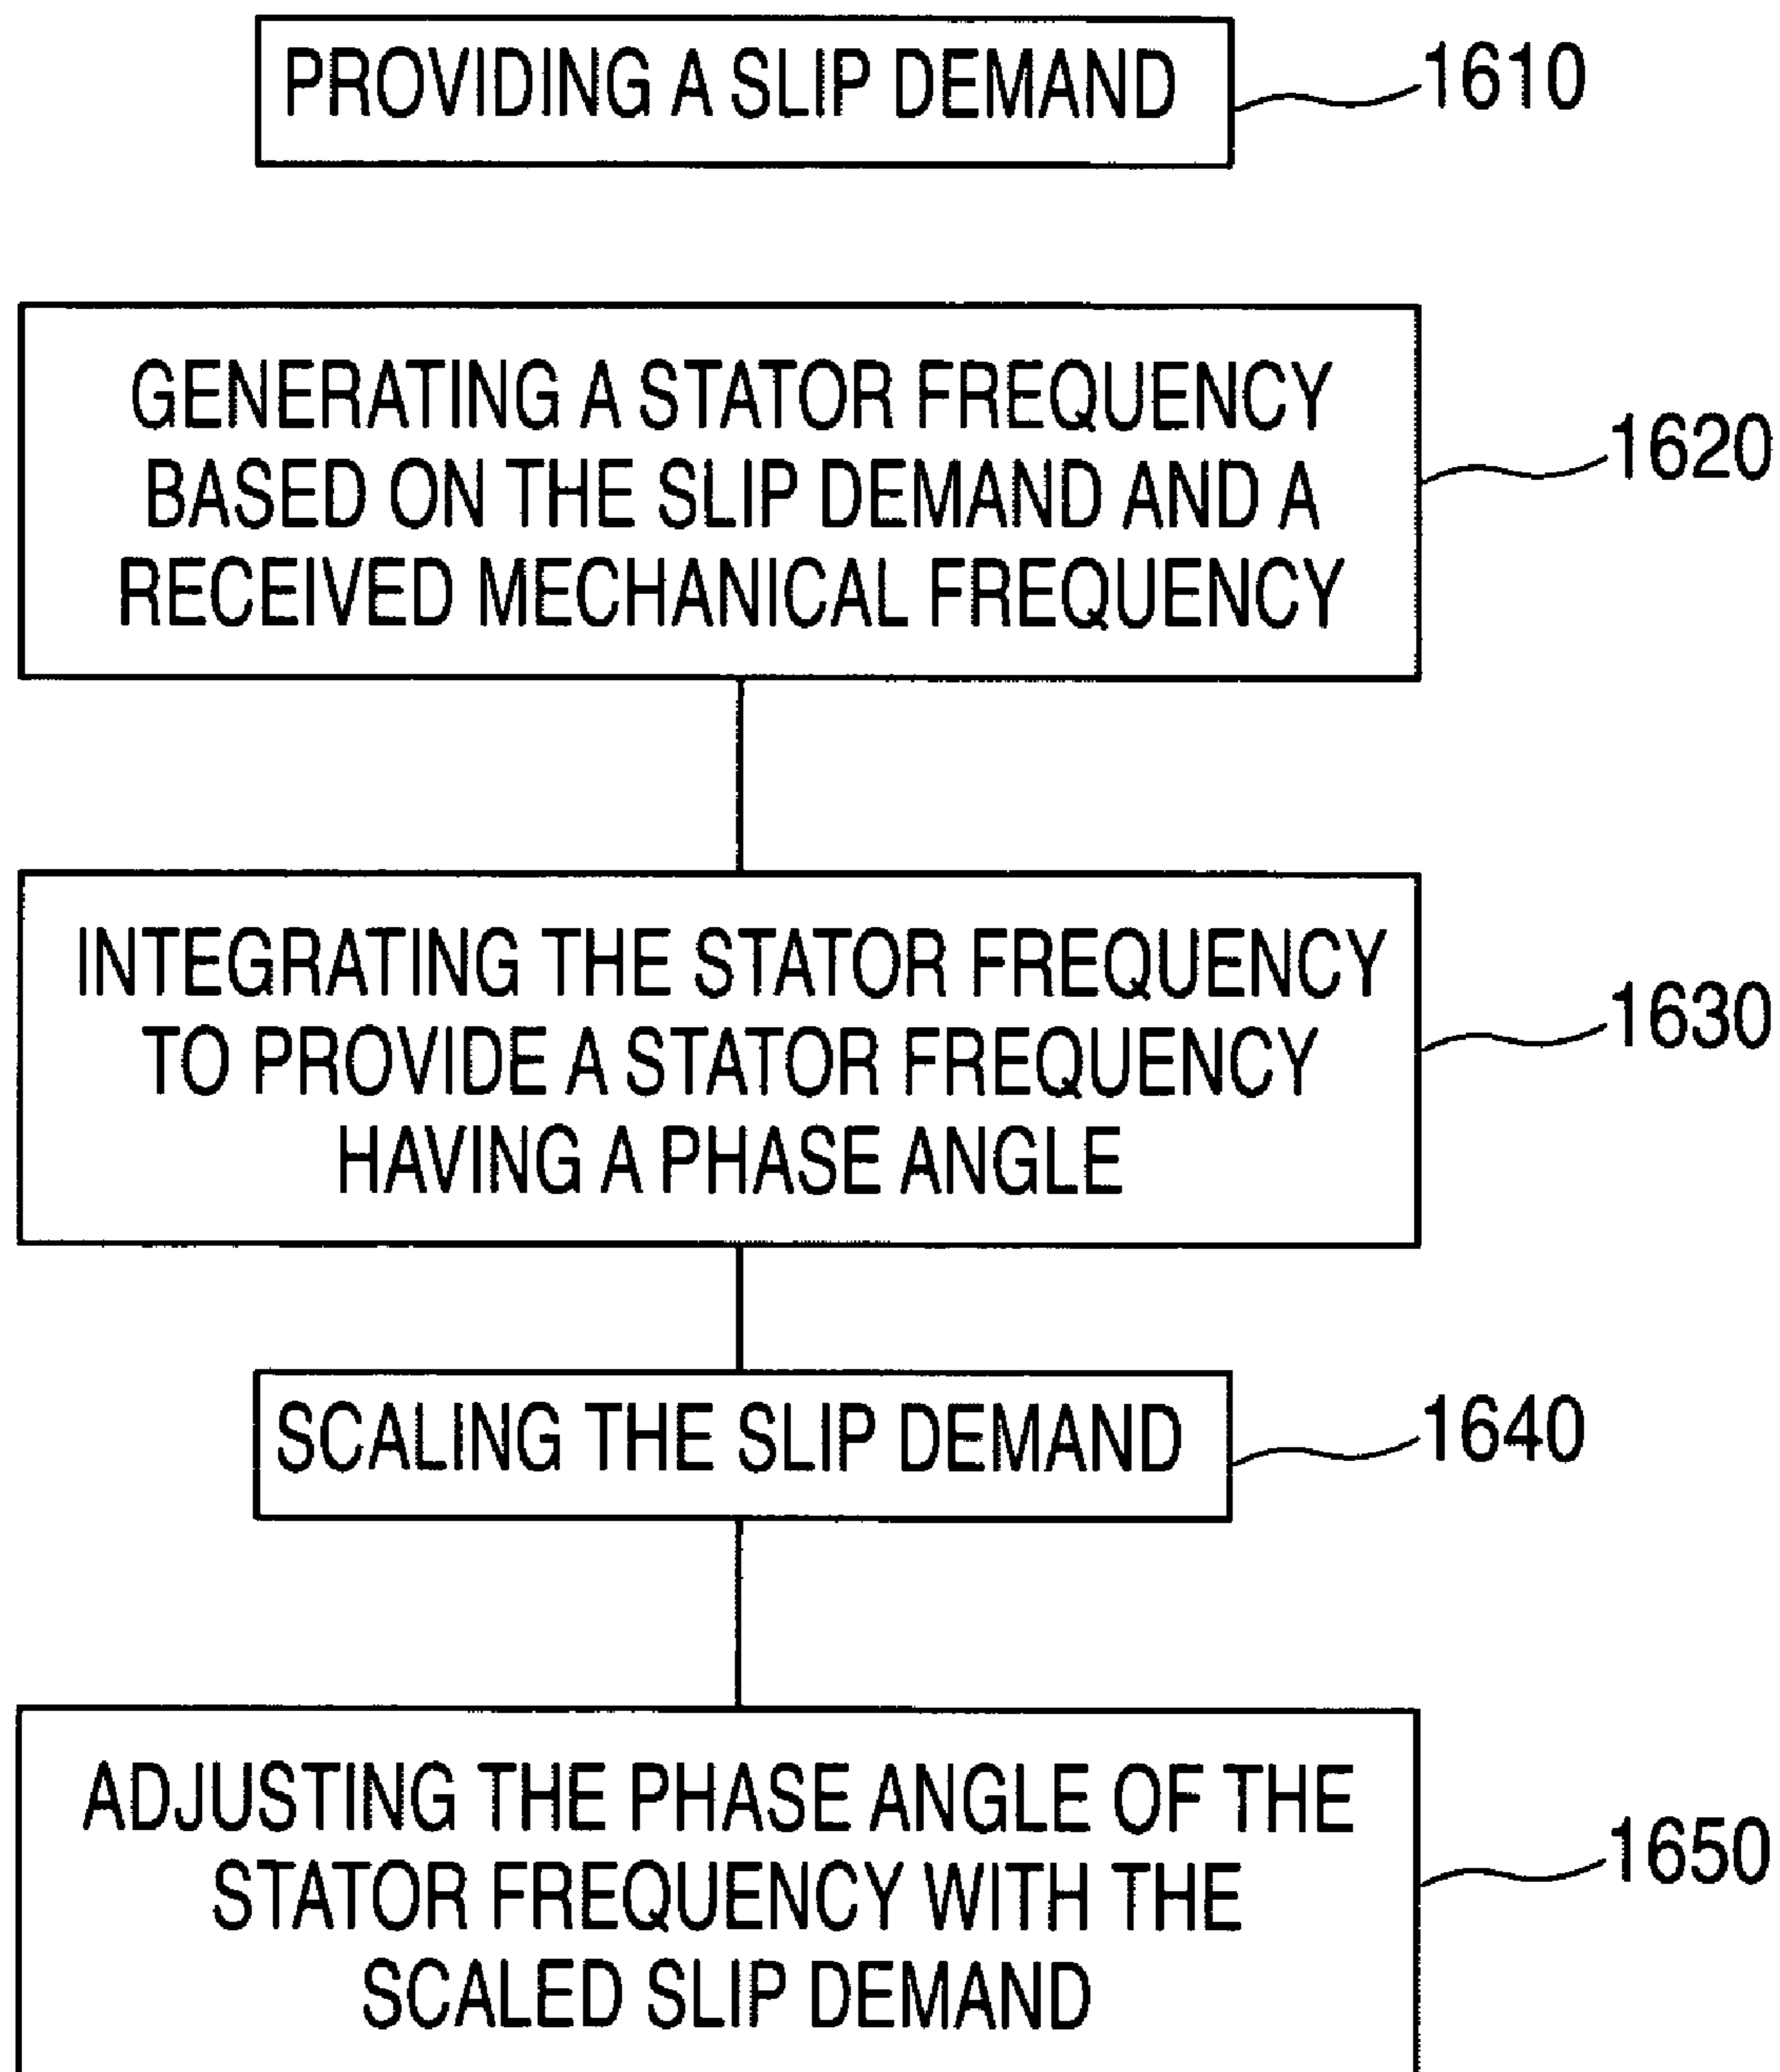 PROVIDING A SLIP DEMAND
1610
GENERATING A STATOR FREQUENCY
BASED ON THE SLIP DEMAND AND A
RECEIVED MECHANICAL FREQUENCY
1620
INTEGRATING THE STATOR FREQUENCY
TO PROVIDE A STATOR FREQUENCY
HAVING A PHASE ANGLE
1630
SCALING THE SLIP DEMAND
1640
ADJUSTING THE PHASE ANGLE OF THE
STATOR FREQUENCY WITH THE
SCALED SLIP DEMAND
1650